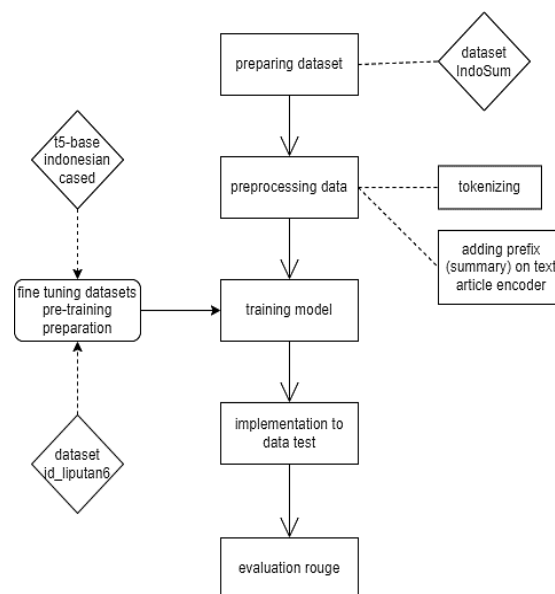 preparing dataset
dataset
IndoSum
t5-base
indonesian
cased
preprocessing data
tokenizing
adding prefix
(summary) on text
article encoder
fine tuning datasets
pre-training
preparation
training model
dataset
id_liputan6
implementation to
data test
evaluation rouge